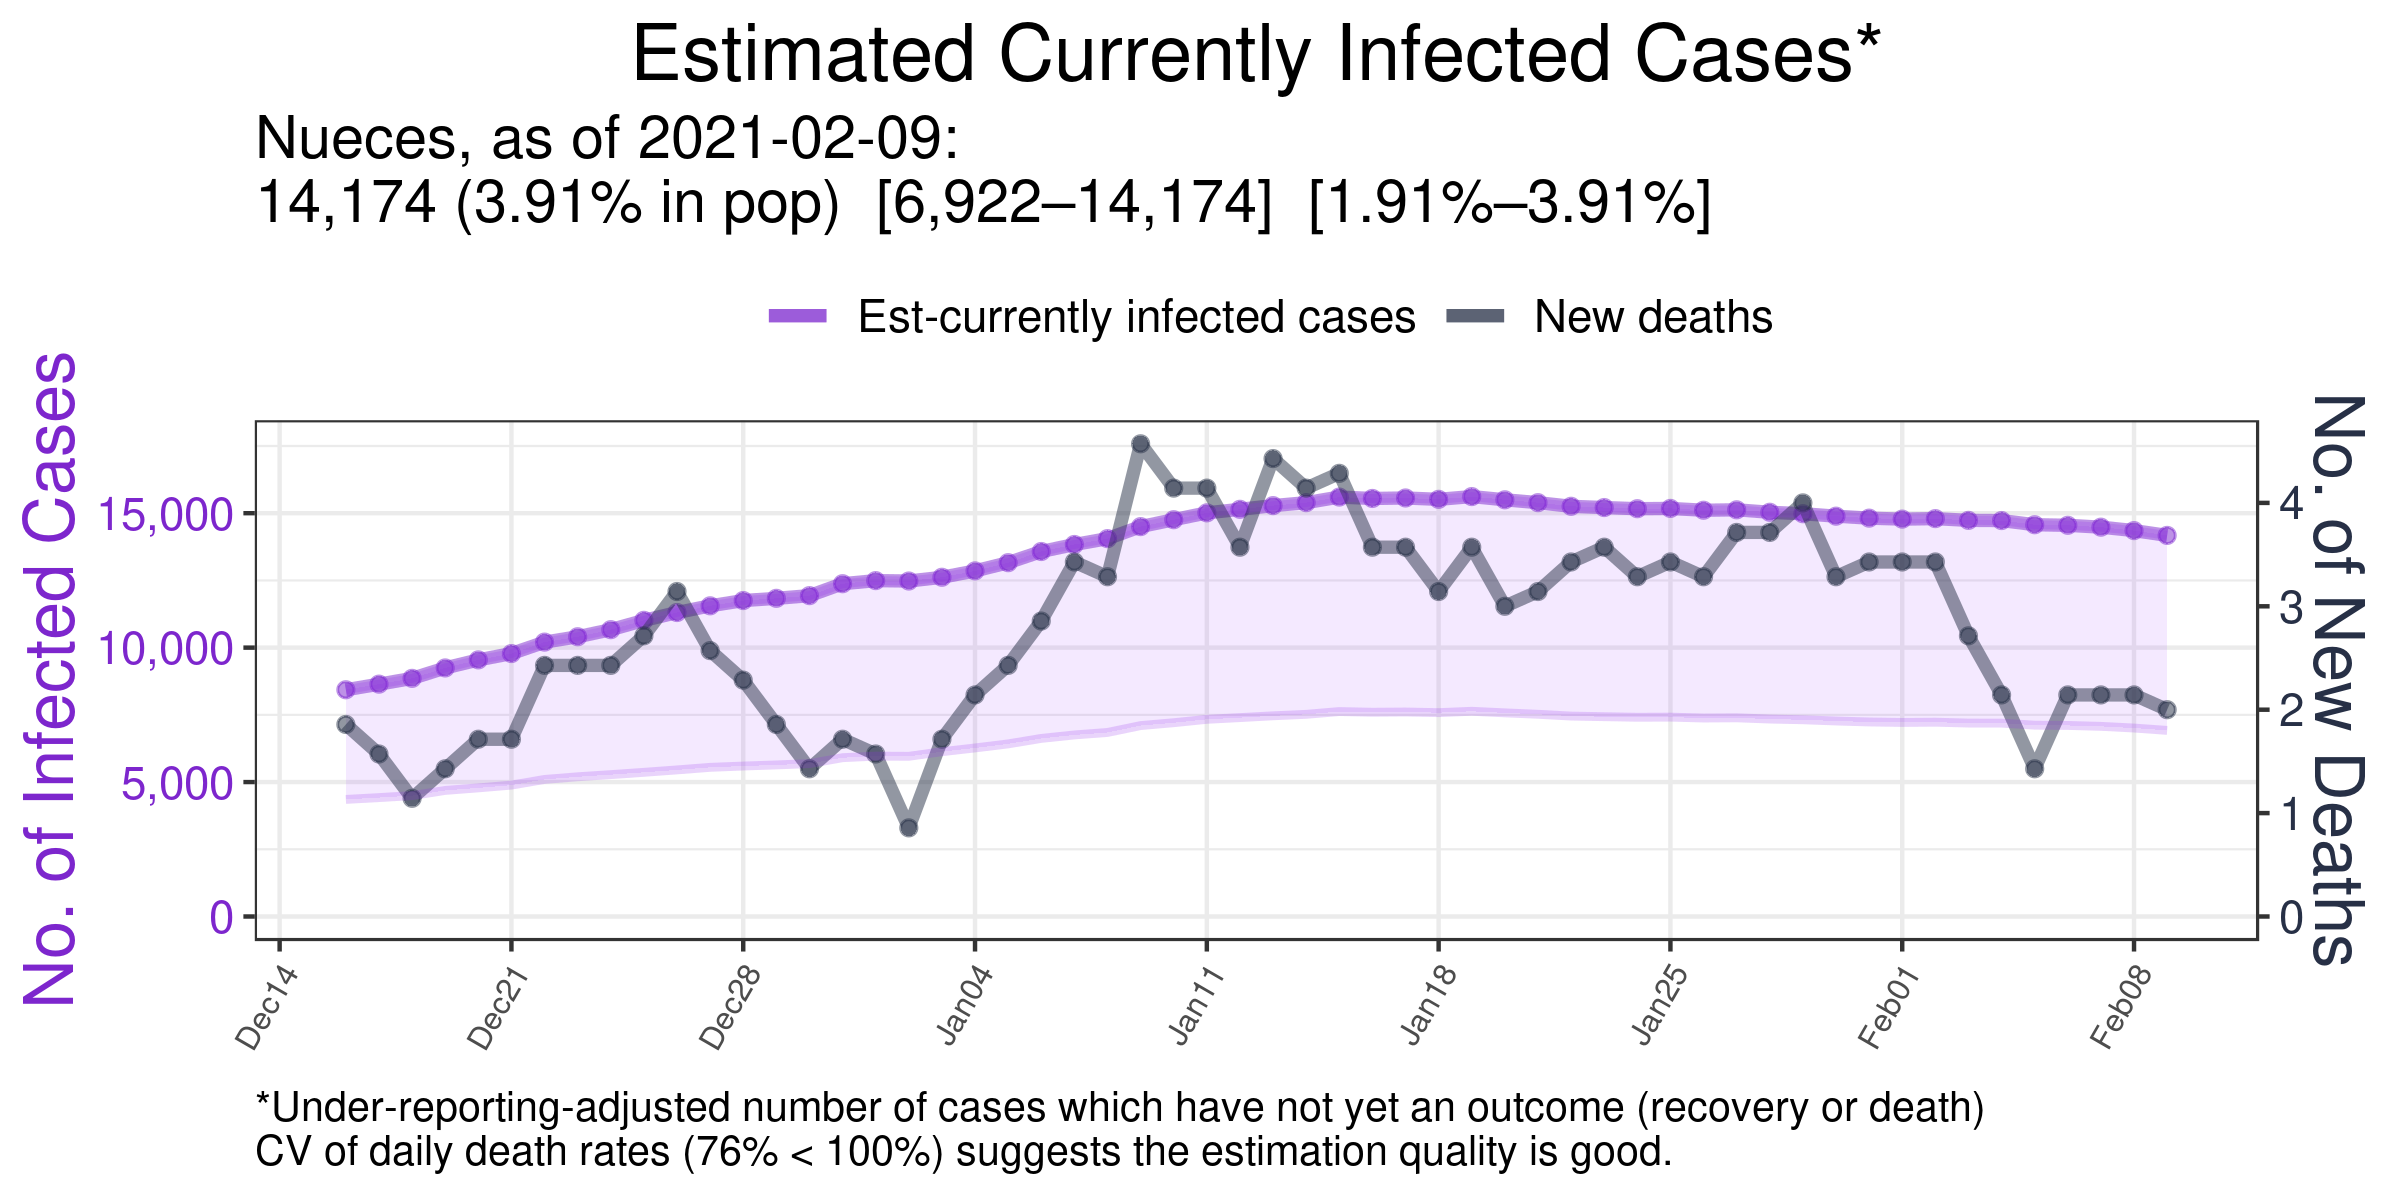 Estimated Currently Infected Cases*
Nueces, as of 2021-02-09:
14,174 (3.91% in pop)  [6,922–14,174]  [1.91%–3.91%]
Est-currently infected cases
New deaths
No. of Infected Cases
15,000
10,000
5,000
0
No. of New Deaths
4
3
2
1
0
Dec14
Dec21
Dec28
Jan04
Jan11
Jan18
Jan25
Feb01
Feb08
*Under-reporting-adjusted number of cases which have not yet an outcome (recovery or death)
CV of daily death rates (76% < 100%) suggests the estimation quality is good.